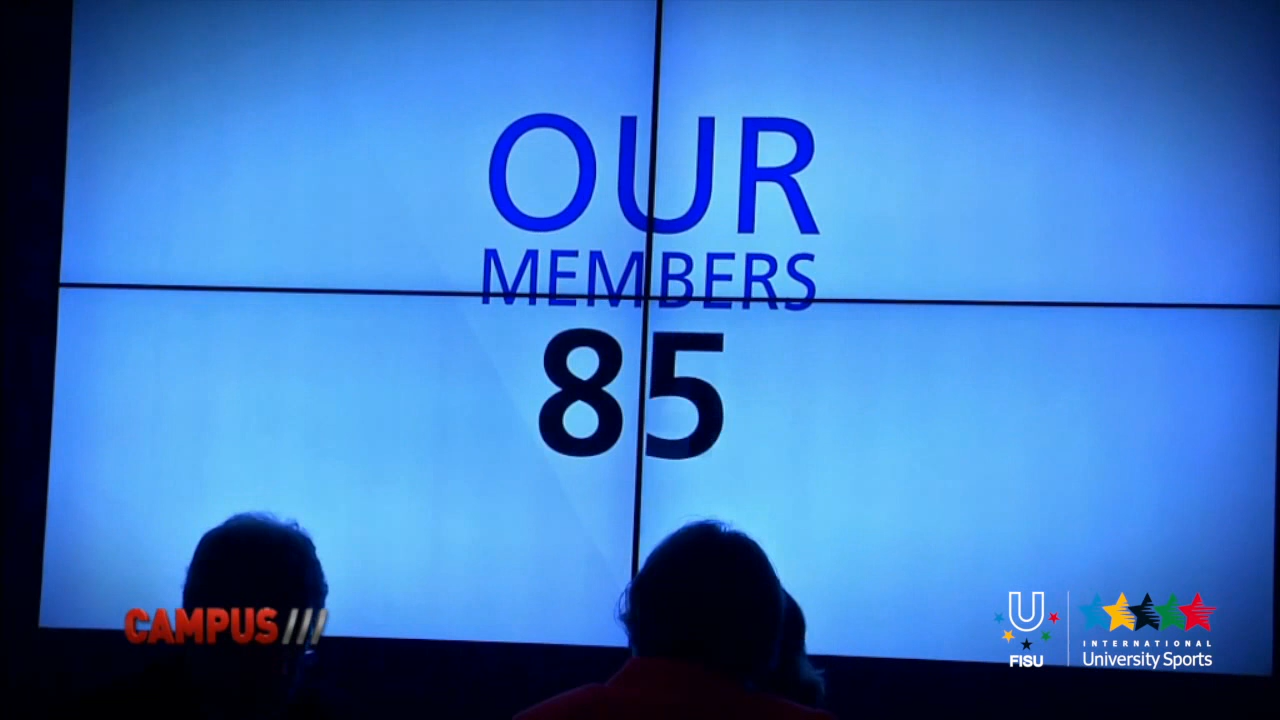 OUR
MEMBERS
85
CAMPUS///
U
FISU
INTERNATIONAL
University Sports